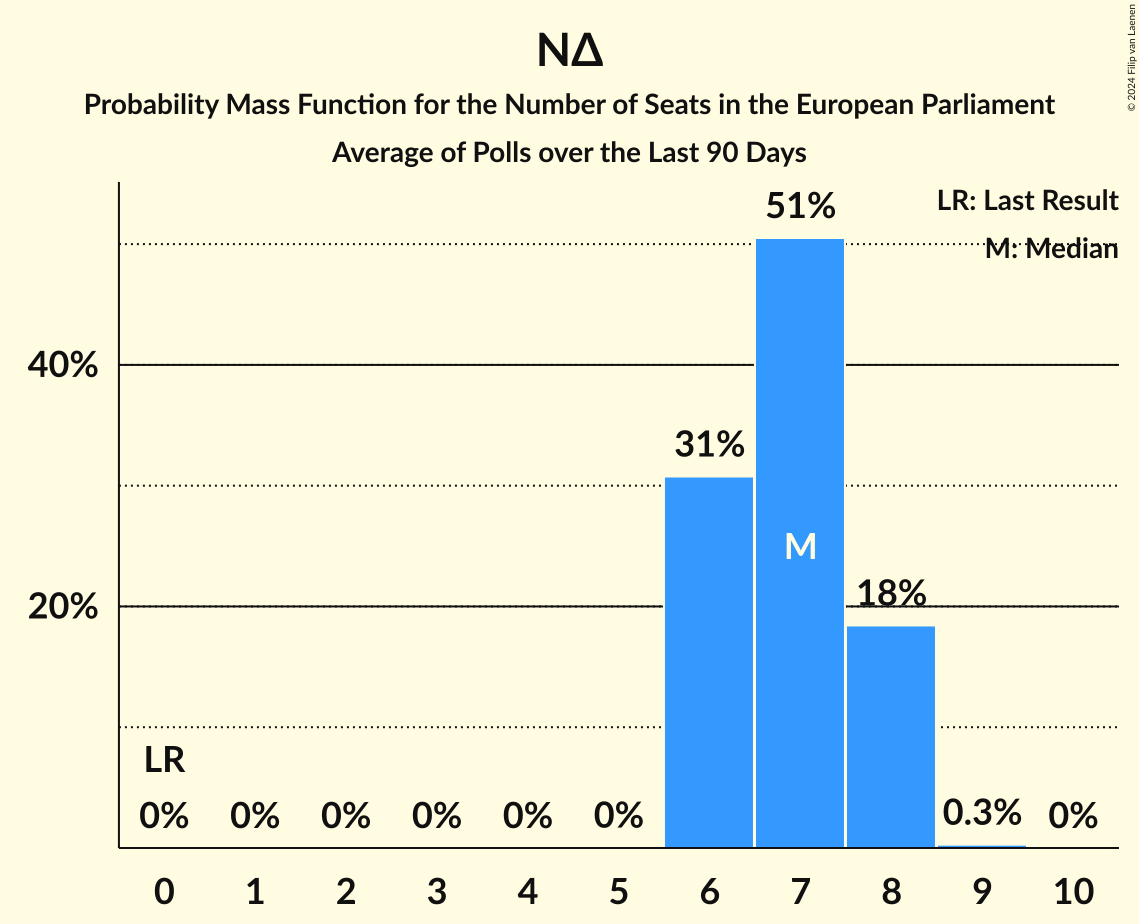 NΔ
Probability Mass Function for the Number of Seats in the European Parliament
Average of Polls over the Last 90 Days
© 2024 Filip van Laenen
LR: Last Result
M: Median
51%
40%
31%
M
20%
18%
LR
0% 0% 0% 0% 0% 0% 0.3% 0%
0 1 2 3 4 5 6 7 8 9 10